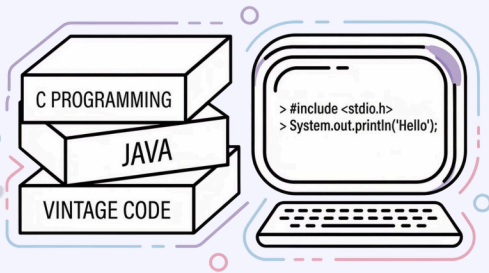 C PROGRAMMING
JAVA
VINTAGE CODE
> #include <stdio.h>
> System.out.println('Hello');